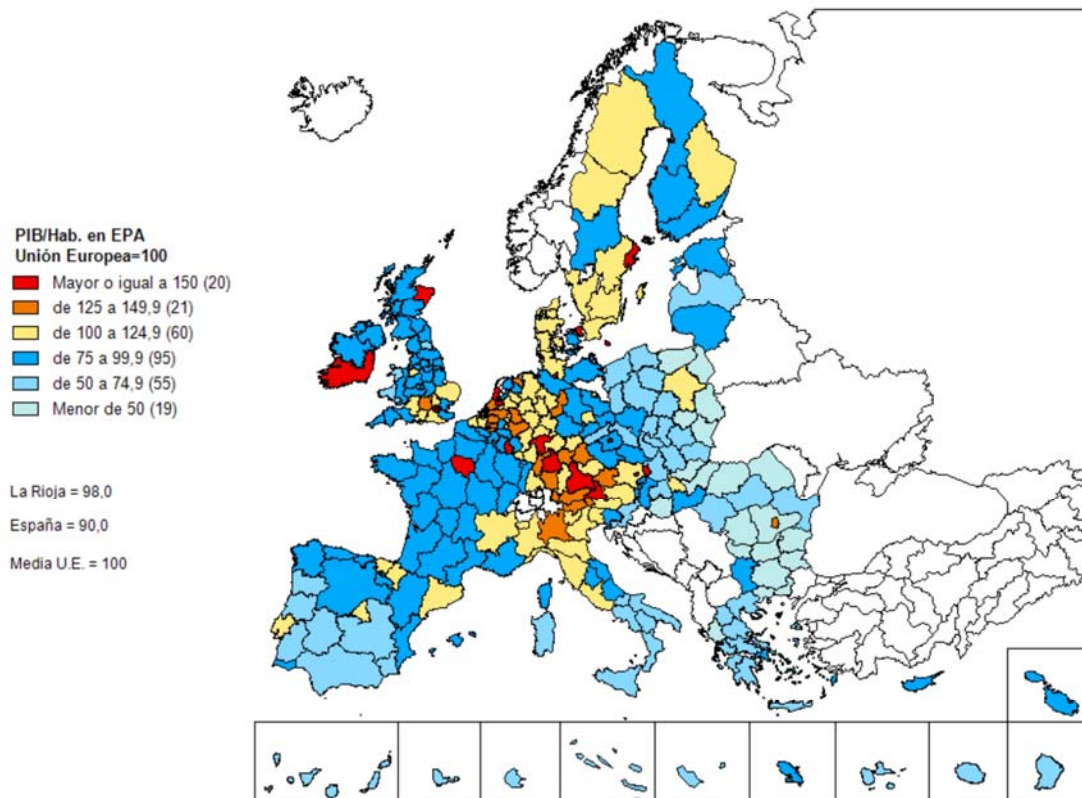 PIB/Hab. en EPA
Unión Europea=100
Mayor o igual a 150 (20)
de 125 a 149,9 (21)
de 100 a 124,9 (60)
de 75 a 99,9 (95)
de 50 a 74,9 (55)
Menor de 50 (19)
La Rioja = 98,0
España = 90,0
Media U.E. = 100